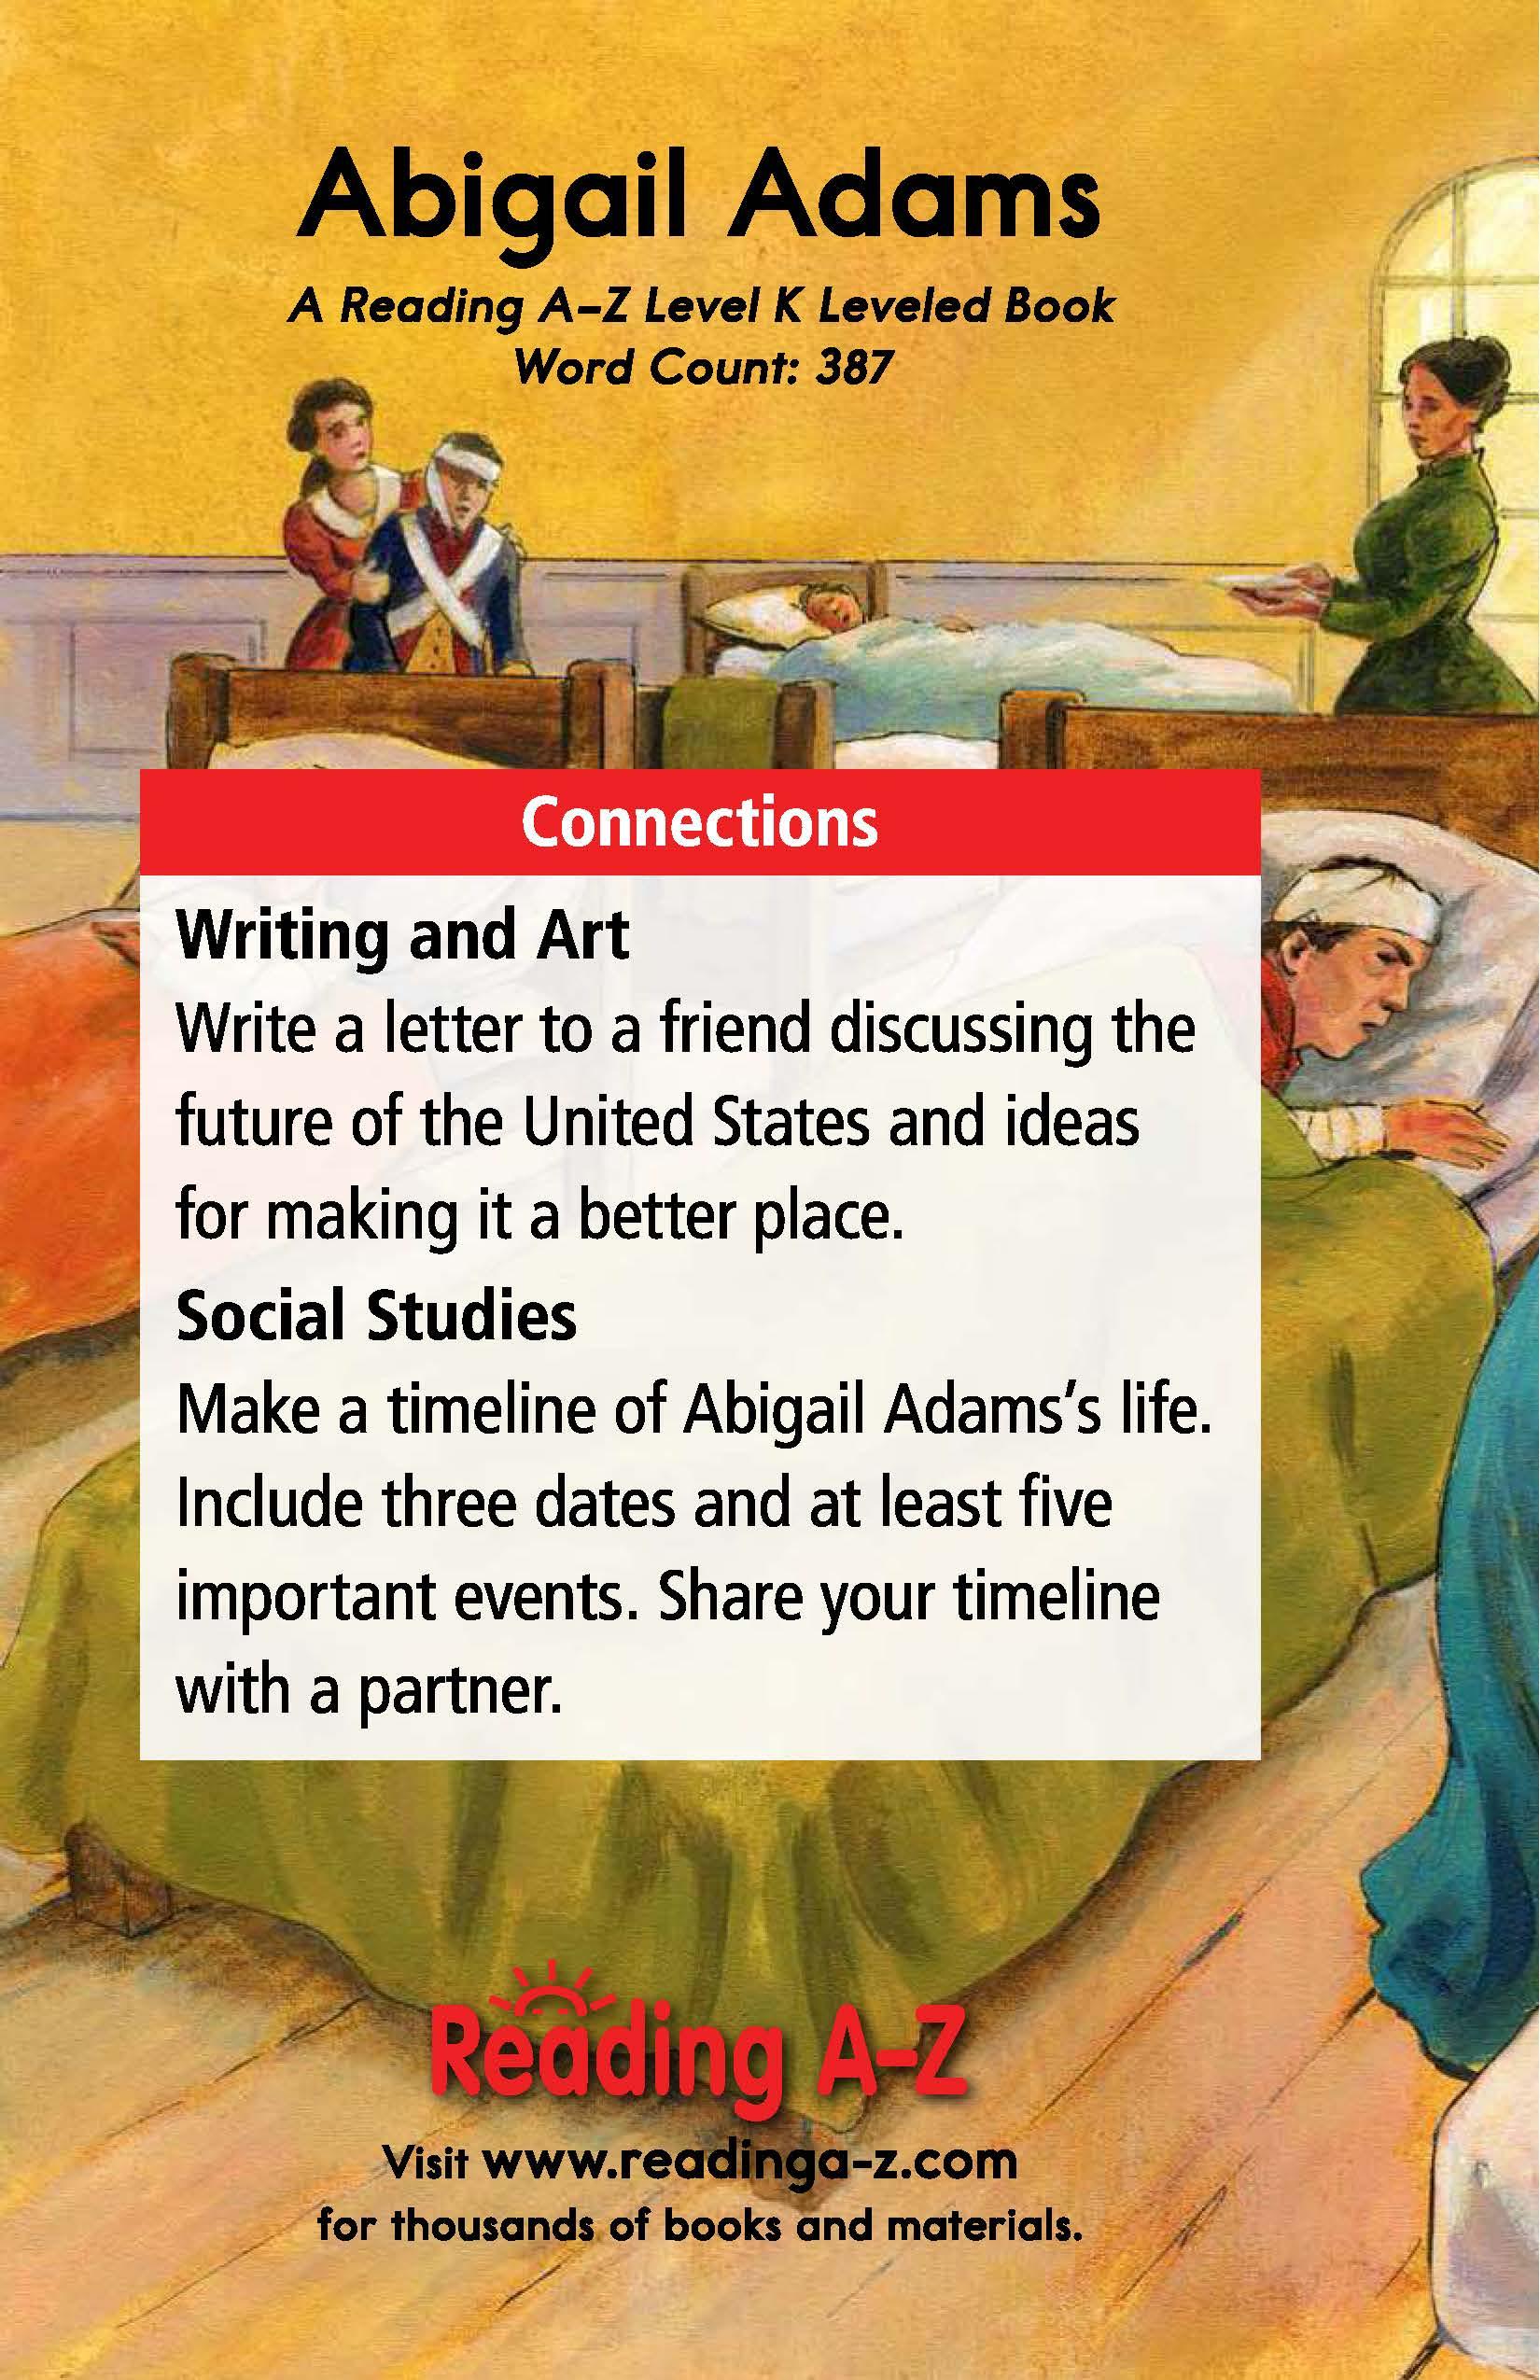 Abigail Adams
A Reading A–Z Level K Leveled Book
Word Count: 387
Connections
Writing and Art
Write a letter to a friend discussing the
future of the United States and ideas
for making it a better place.
Social Studies
Make a timeline of Abigail Adams’s life.
Include three dates and at least five
important events. Share your timeline
with a partner.
Reading A-Z
Visit www.readinga-z.com
for thousands of books and materials.